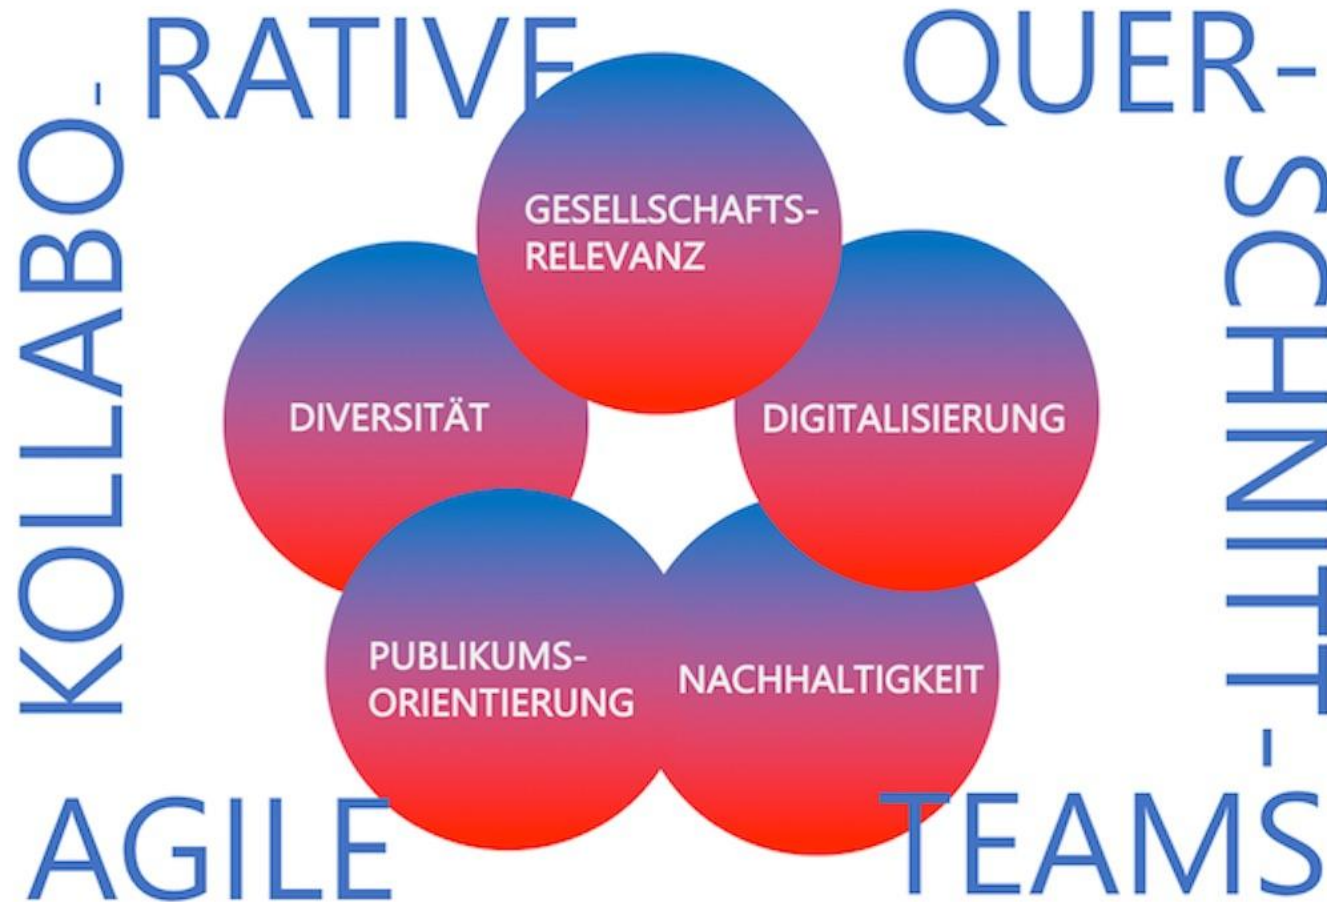 AGILE
KOLLABO-
RATIVE
QUER-
SCHNITT-
TEAMS
GESELLSCHAFTS-
RELEVANZ
DIVERSITÄT
DIGITALISIERUNG
PUBLIKUMS-
ORIENTIERUNG
NACHHALTIGKEIT